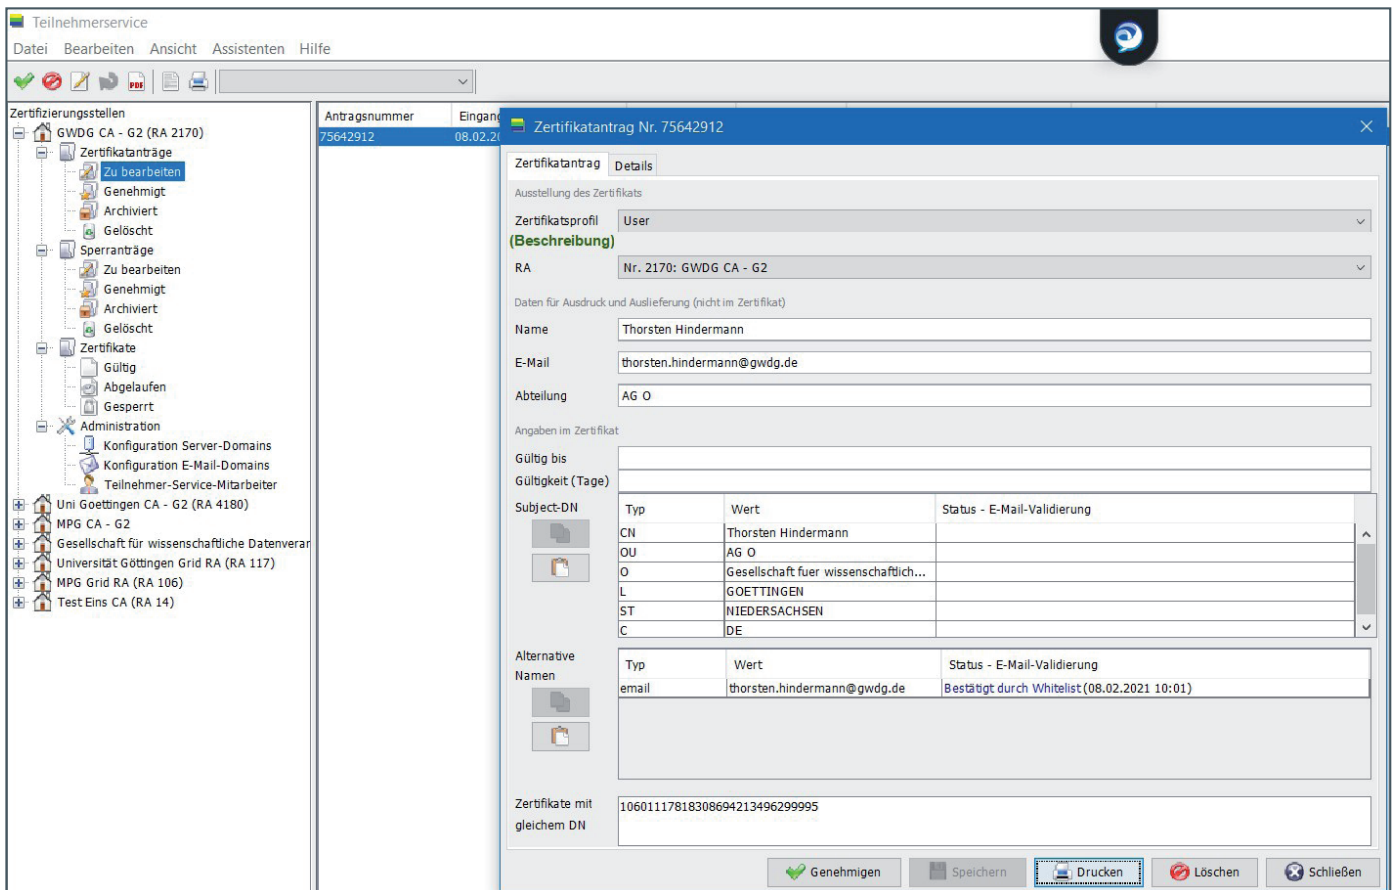 Teilnehmerservice
Datei Bearbeiten Ansicht Assistenten Hilfe
PDF
Zertifizierungsstellen
GWDG CA - G2 (RA 2170)
Zertifikatanträge
Zu bearbeiten
Genehmigt
Archiviert
Gelöscht
Sperranträge
Zu bearbeiten
Genehmigt
Archiviert
Gelöscht
Zertifikate
Gültig
Abgelaufen
Gesperrt
Administration
Konfiguration Server-Domains
Konfiguration E-Mail-Domains
Teilnehmer-Service-Mitarbeiter
Uni Goettingen CA - G2 (RA 4180)
MPG CA - G2
Gesellschaft für wissenschaftliche Datenverar
Universität Göttingen Grid RA (RA 117)
MPG Grid RA (RA 106)
Test Eins CA (RA 14)
Antragsnummer Eingang
75642912 08.02.20
Zertifikatantrag Nr. 75642912
Zertifikatantrag Details
Ausstellung des Zertifikats
Zertifikatsprofil User
(Beschreibung)
RA Nr. 2170: GWDG CA - G2
Daten für Ausdruck und Auslieferung (nicht im Zertifikat)
Name Thorsten Hindermann
E-Mail thorsten.hindermann@gwdg.de
Abteilung AG O
Angaben im Zertifikat
Gültig bis
Gültigkeit (Tage)
Subject-DN Typ Wert Status - E-Mail-Validierung
CN Thorsten Hindermann
OU AG O
O Gesellschaft fuer wissenschaftlich...
L GOETTINGEN
ST NIEDERSACHSEN
C DE
Alternative Namen Typ Wert Status - E-Mail-Validierung
email thorsten.hindermann@gwdg.de Bestätigt durch Whitelist (08.02.2021 10:01)
Zertifikate mit gleichem DN 10601117818308694213496299995
Genehmigen Speichern Drucken Löschen Schließen